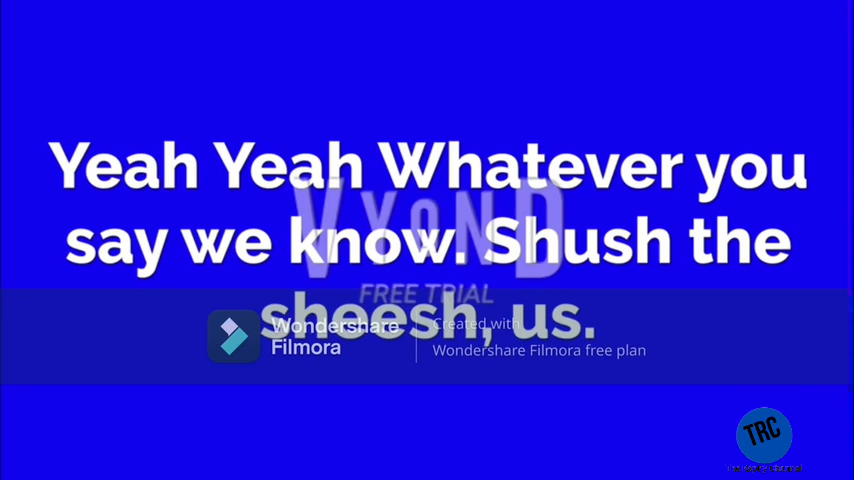 Yeah Yeah Whatever you
say we know. Shush the
sheesh, us.
VYOND
FREE TRIAL
Wondershare
Filmora
Created with
Wondershare Filmora free plan
TRC